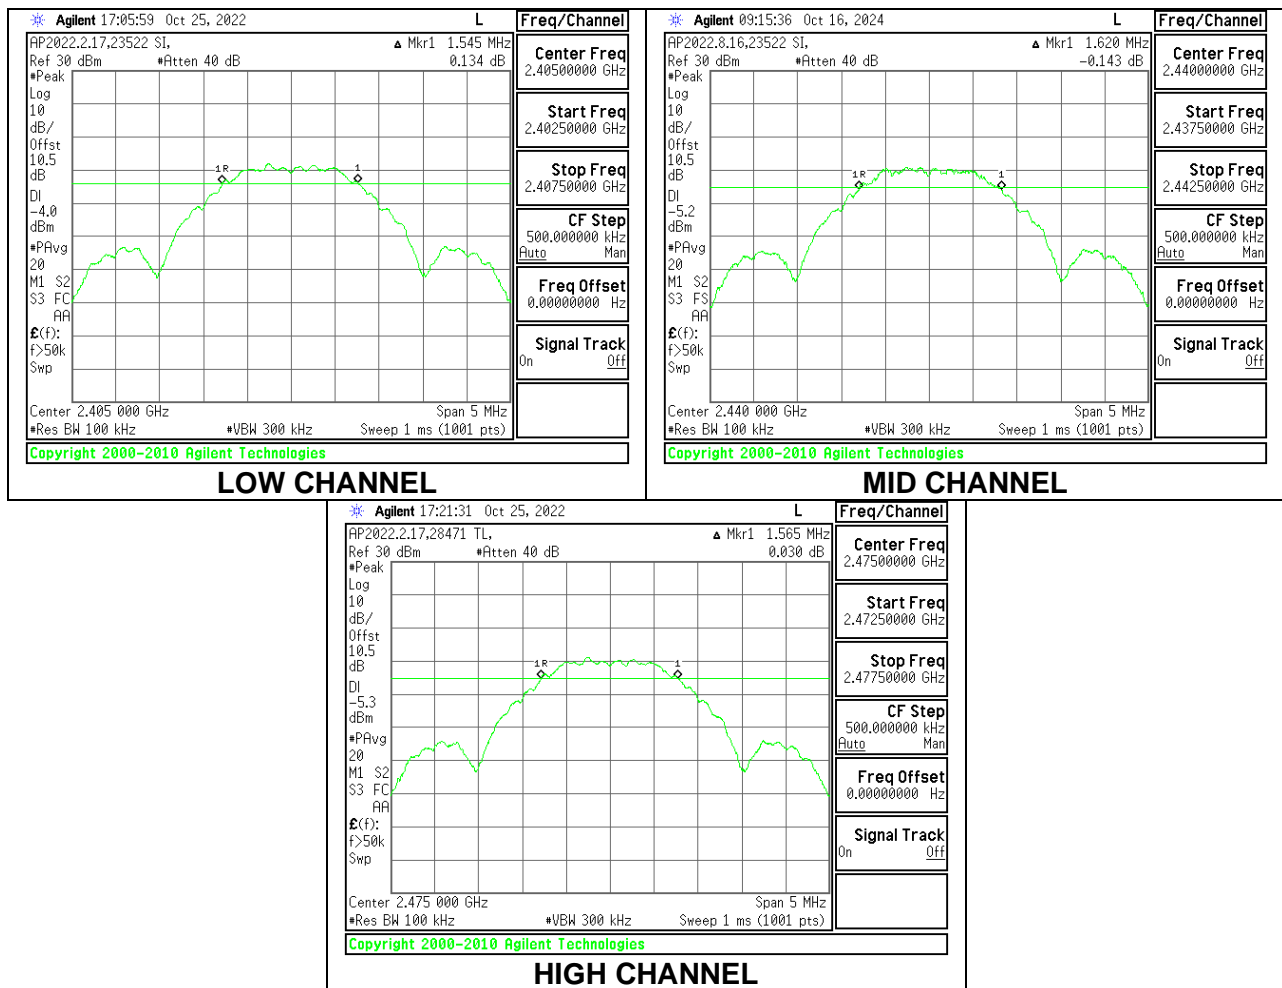 Agilent 17:05:59 Oct 25, 2022 L
Freq/Channel
AP2022.2.17,23522 SI, Δ Mkr1 1.545 MHz
Ref 30 dBm #Atten 40 dB 0.134 dB
#Peak
Log
10
dB/
Offst
10.5
dB
DI
-4.0
dBm
#PAvg
20
M1 S2
S3 FC
AA
£(f):
f>50k
Swp
1R
1
Center 2.405 000 GHz Span 5 MHz
#Res BW 100 kHz #VBW 300 kHz Sweep 1 ms (1001 pts)
Center Freq
2.40500000 GHz
Start Freq
2.40250000 GHz
Stop Freq
2.40750000 GHz
CF Step
500.000000 kHz
Auto Man
Freq Offset
0.00000000 Hz
Signal Track
On Off
Copyright 2000-2010 Agilent Technologies
LOW CHANNEL
Agilent 09:15:36 Oct 16, 2024 L
Freq/Channel
AP2022.8.16,23522 SI, Δ Mkr1 1.620 MHz
Ref 30 dBm #Atten 40 dB -0.143 dB
#Peak
Log
10
dB/
Offst
10.5
dB
DI
-5.2
dBm
#PAvg
20
M1 S2
S3 FS
AA
£(f):
f>50k
Swp
1R
1
Center 2.440 000 GHz Span 5 MHz
#Res BW 100 kHz #VBW 300 kHz Sweep 1 ms (1001 pts)
Center Freq
2.44000000 GHz
Start Freq
2.43750000 GHz
Stop Freq
2.44250000 GHz
CF Step
500.000000 kHz
Auto Man
Freq Offset
0.00000000 Hz
Signal Track
On Off
Copyright 2000-2010 Agilent Technologies
MID CHANNEL
Agilent 17:21:31 Oct 25, 2022 L
Freq/Channel
AP2022.2.17,28471 TL, Δ Mkr1 1.565 MHz
Ref 30 dBm #Atten 40 dB 0.030 dB
#Peak
Log
10
dB/
Offst
10.5
dB
DI
-5.3
dBm
#PAvg
20
M1 S2
S3 FC
AA
£(f):
f>50k
Swp
1R
1
Center 2.475 000 GHz Span 5 MHz
#Res BW 100 kHz #VBW 300 kHz Sweep 1 ms (1001 pts)
Center Freq
2.47500000 GHz
Start Freq
2.47250000 GHz
Stop Freq
2.47750000 GHz
CF Step
500.000000 kHz
Auto Man
Freq Offset
0.00000000 Hz
Signal Track
On Off
Copyright 2000-2010 Agilent Technologies
HIGH CHANNEL